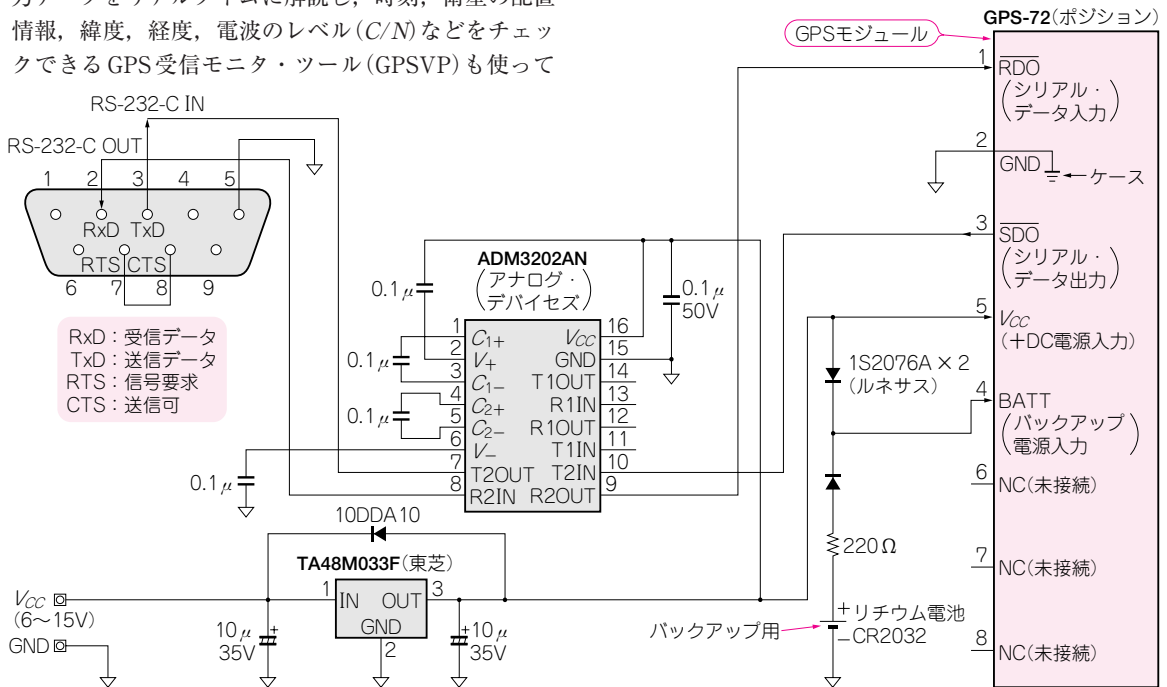 力データをリアルタイムに解説し，時刻，衛星の配置
情報，緯度，経度，電波のレベル(C/N)などをチェッ
クできるGPS受信モニタ・ツール(GPSVP)も使って
GPS-72(ポジション)
GPSモジュール
1
RDO
(シリアル・
データ入力)
2
GND
ケース
3
SDO
(シリアル・
データ出力)
5
VCC
(＋DC電源入力)
4
BATT
(バックアップ
電源入力)
6
NC(未接続)
7
NC(未接続)
8
NC(未接続)
RS-232-C IN
RS-232-C OUT
1 2 3 4 5
RxD TxD
RTS CTS
6 7 8 9
RxD：受信データ
TxD：送信データ
RTS：信号要求
CTS：送信可
ADM3202AN
(アナログ・
デバイセズ)
0.1μ
0.1μ
0.1μ
0.1μ
0.1μ
50V
1 C1+ VCC 16
2 V+ GND 15
3 C1- T1OUT 14
4 C2+ R1IN 13
5 C2- R1OUT 12
6 V- T1IN 11
7 T2OUT T2IN 10
8 R2IN R2OUT 9
1S2076A×2
(ルネサス)
220Ω
バックアップ用
＋リチウム電池
－CR2032
10DDA10
TA48M033F(東芝)
1 IN OUT 3
GND
2
VCC
(6～15V)
GND
10μ
35V
＋
10μ
35V
＋